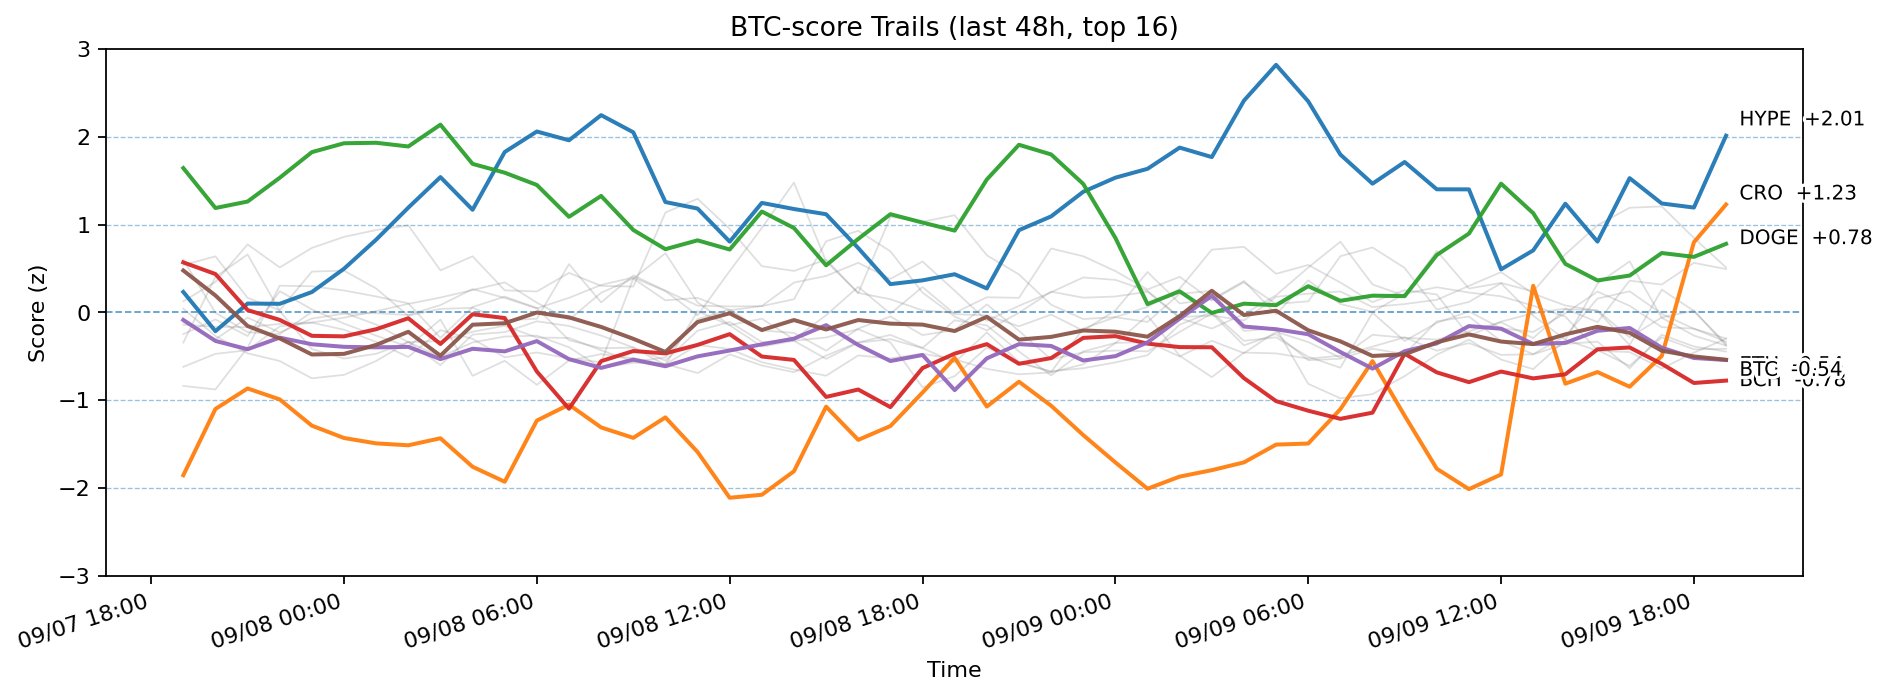 BTC-score Trails (last 48h, top 16)
3
2
1
0
−1
−2
−3
Score (z)
HYPE +2.01
CRO +1.23
DOGE +0.78
BTC -0.54
BCH -0.78
09/07 18:00
09/08 00:00
09/08 06:00
09/08 12:00
09/08 18:00
09/09 00:00
09/09 06:00
09/09 12:00
09/09 18:00
Time